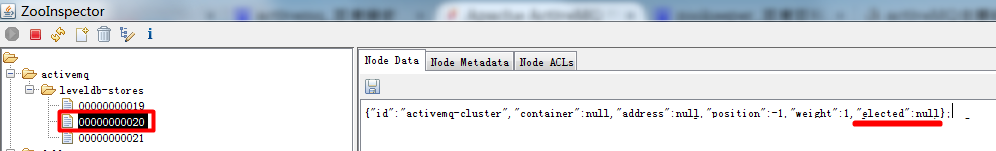 ZooInspector
activemq
leveldb-stores
00000000019
00000000020
00000000021
Node Data Node Metadata Node ACLs
{"id":"activemq-cluster","container":null,"address":null,"position":-1,"weight":1,"elected":null};